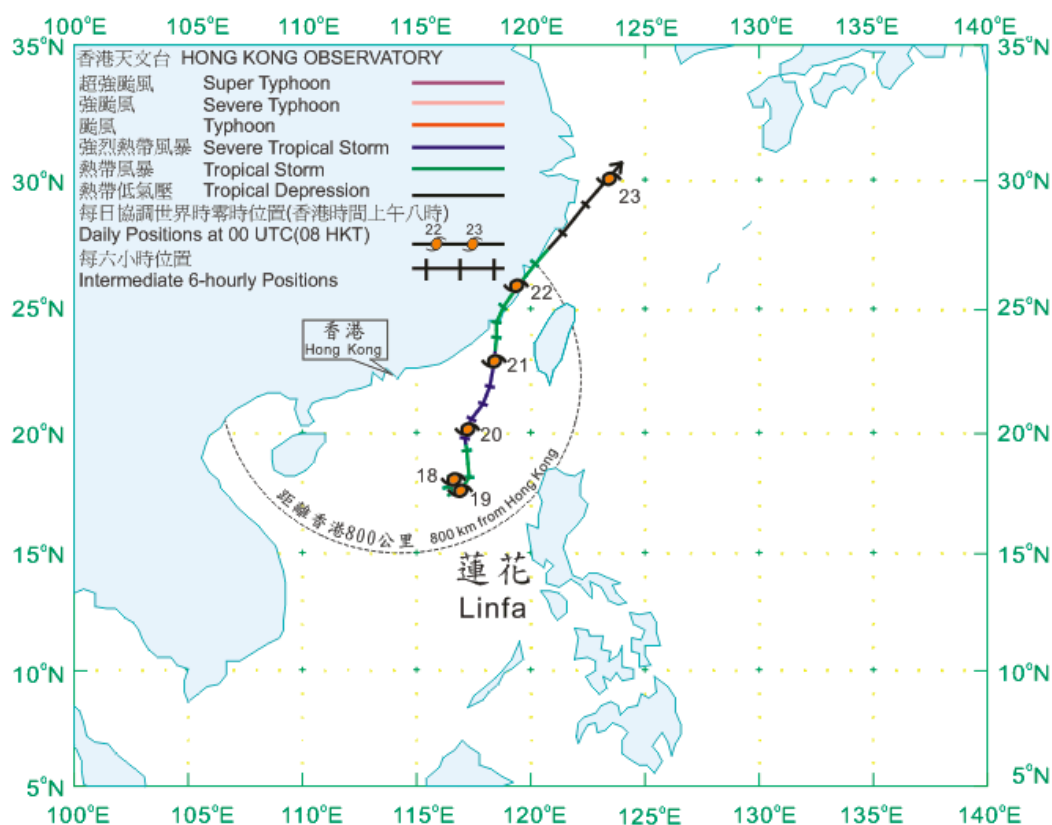 100°E 105°E 110°E 115°E 120°E 125°E 130°E 135°E 140°E
35°N 35°N
香港天文台 HONG KONG OBSERVATORY
超強颱風 Super Typhoon
強颱風 Severe Typhoon
颱風 Typhoon
強烈熱帶風暴 Severe Tropical Storm
熱帶風暴 Tropical Storm
熱帶低氣壓 Tropical Depression
每日協調世界時零時位置(香港時間上午八時)
22 23
Daily Positions at 00 UTC(08 HKT)
每六小時位置
Intermediate 6-hourly Positions
30°N 30°N
23
22
25°N 25°N
香港
Hong Kong
21
20°N 20°N
20
18
19
距離香港800公里 800 km from Hong Kong
15°N 15°N
蓮花
Linfa
10°N 10°N
5°N 5°N
100°E 105°E 110°E 115°E 120°E 125°E 130°E 135°E 140°E